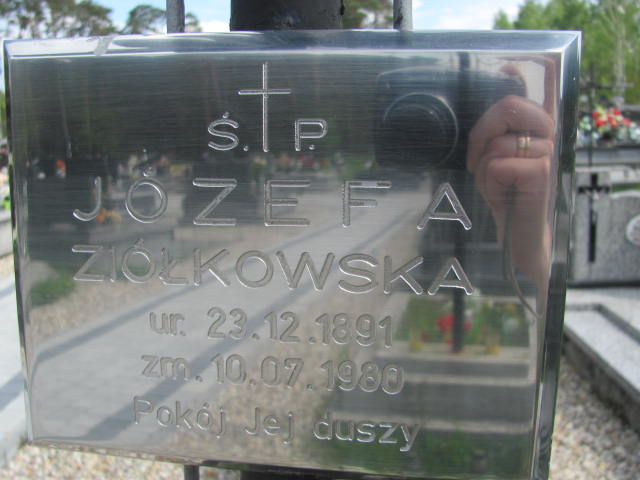 Ś. P.
JÓZEFA
ZIÓŁKOWSKA
ur. 23.12.1891
zm. 10.07.1980
Pokój Jej duszy